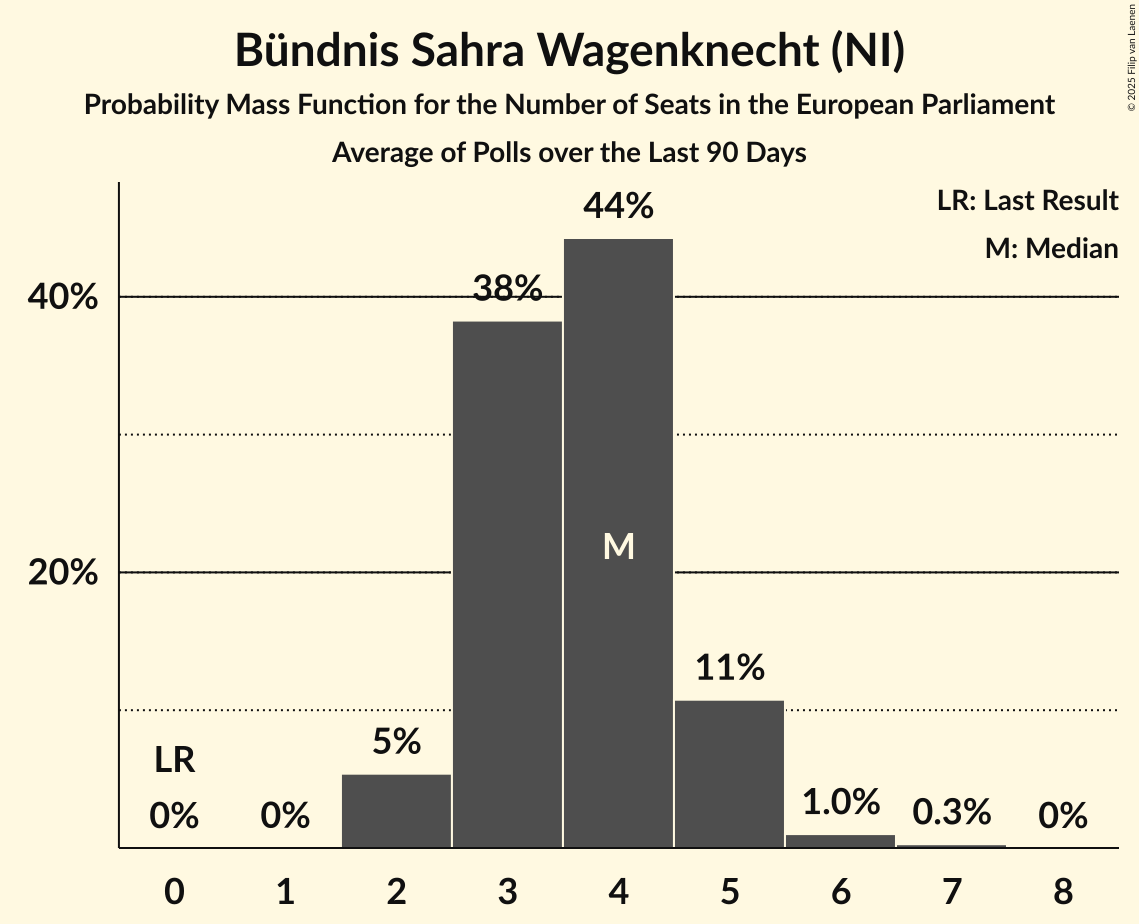 Bündnis Sahra Wagenknecht (NI)
Probability Mass Function for the Number of Seats in the European Parliament
Average of Polls over the Last 90 Days
© 2025 Filip van Laenen
LR: Last Result
M: Median
44%
38%
40%
M
20%
11%
5%
LR
0%
0%
1.0%
0.3%
0%
0 1 2 3 4 5 6 7 8